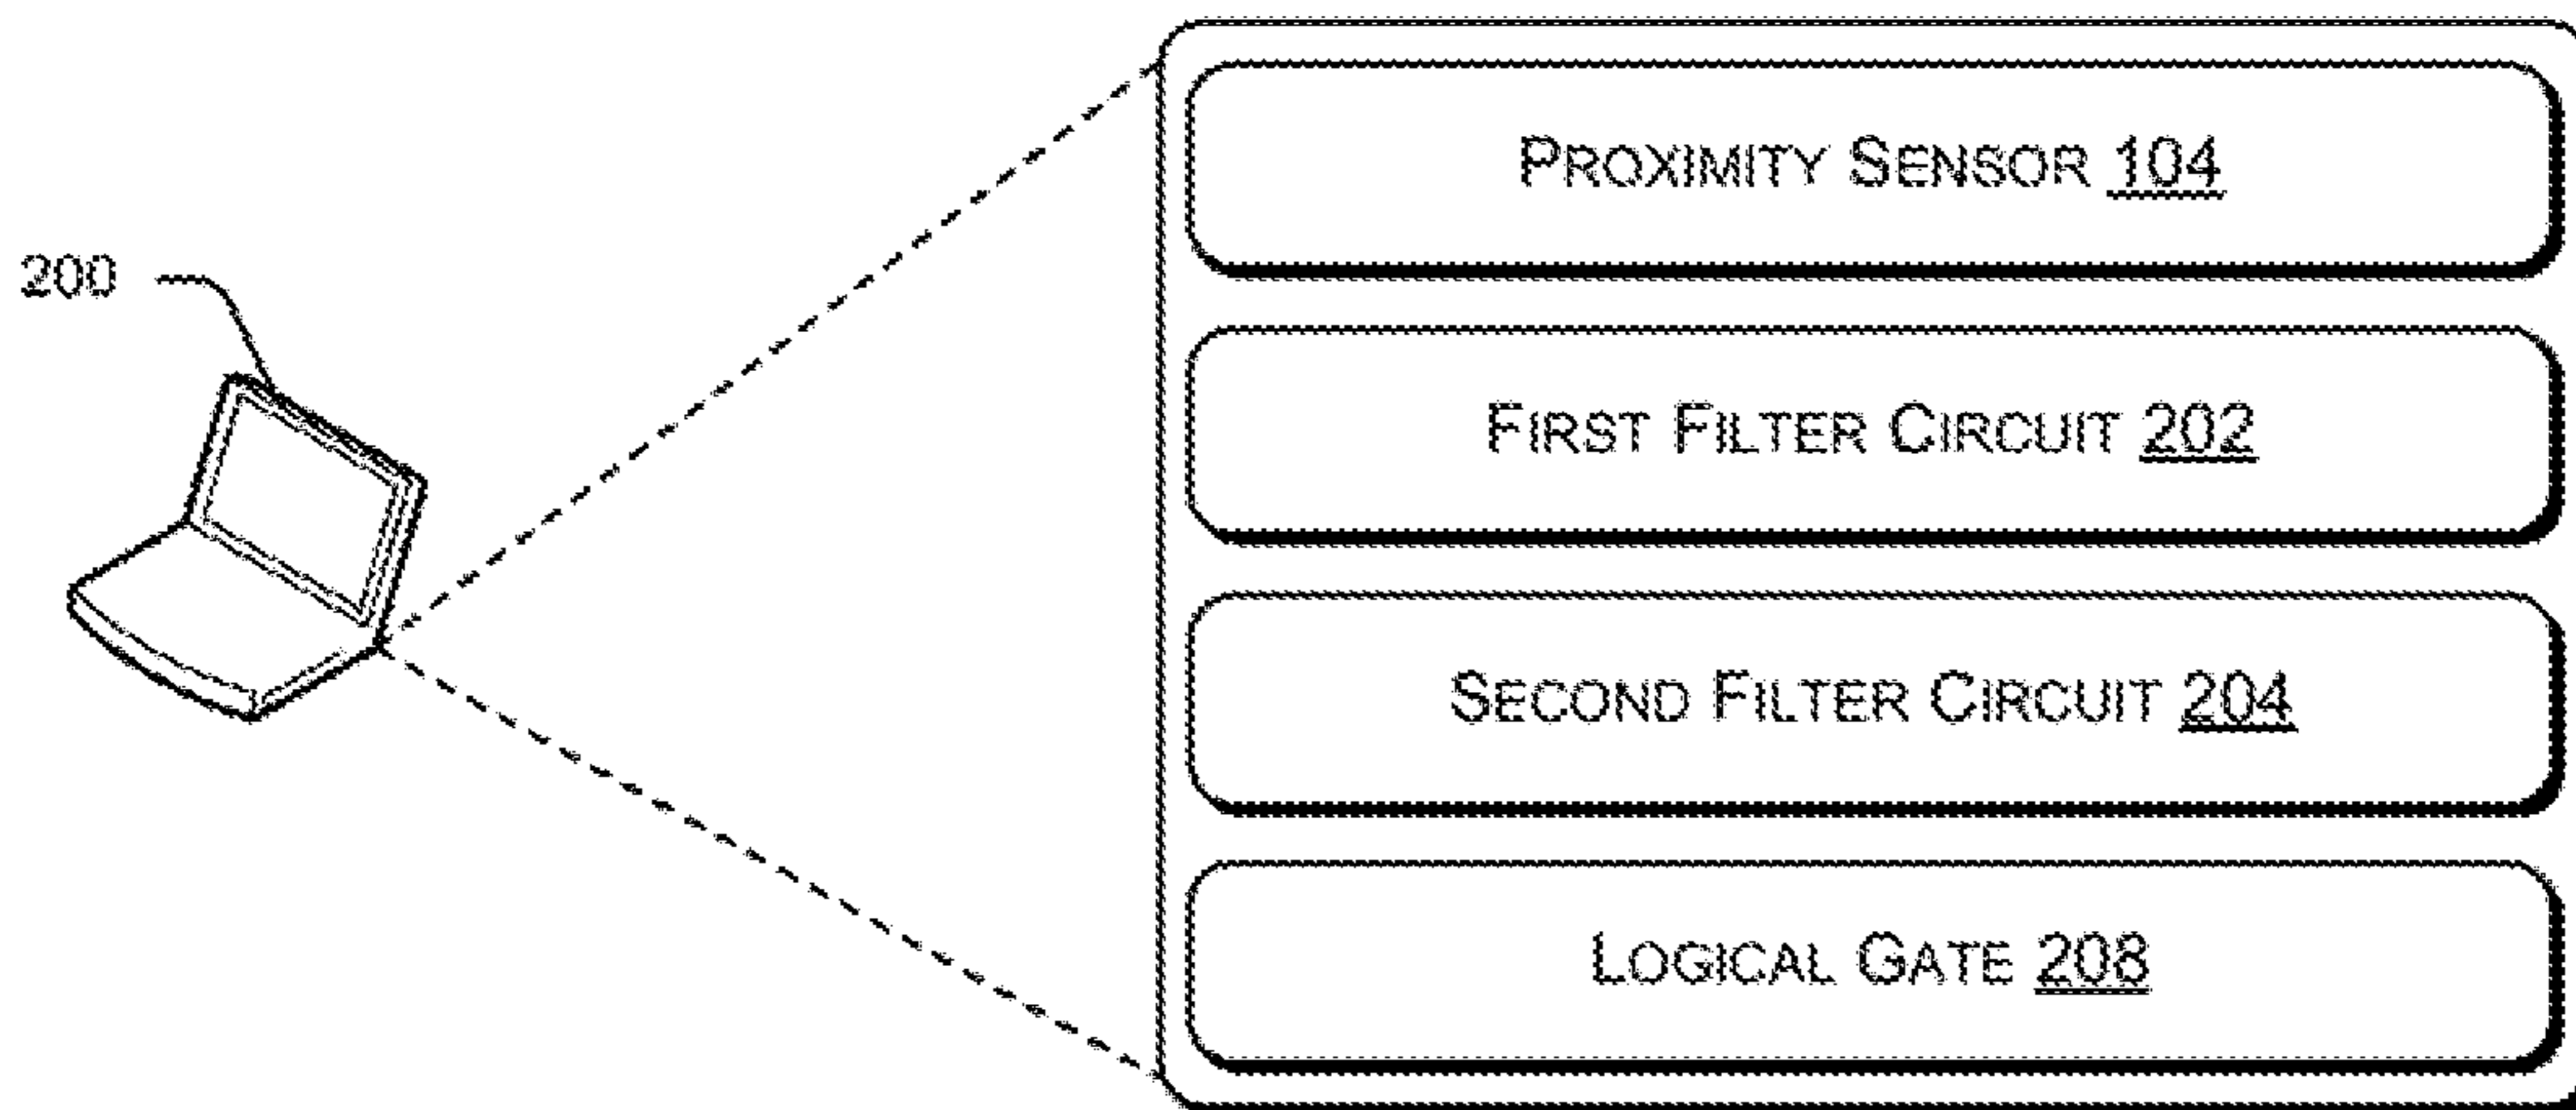 PROXIMITY SENSOR 104
200
FIRST FILTER CIRCUIT 202
SECOND FILTER CIRCUIT 204
LOGICAL GATE 208